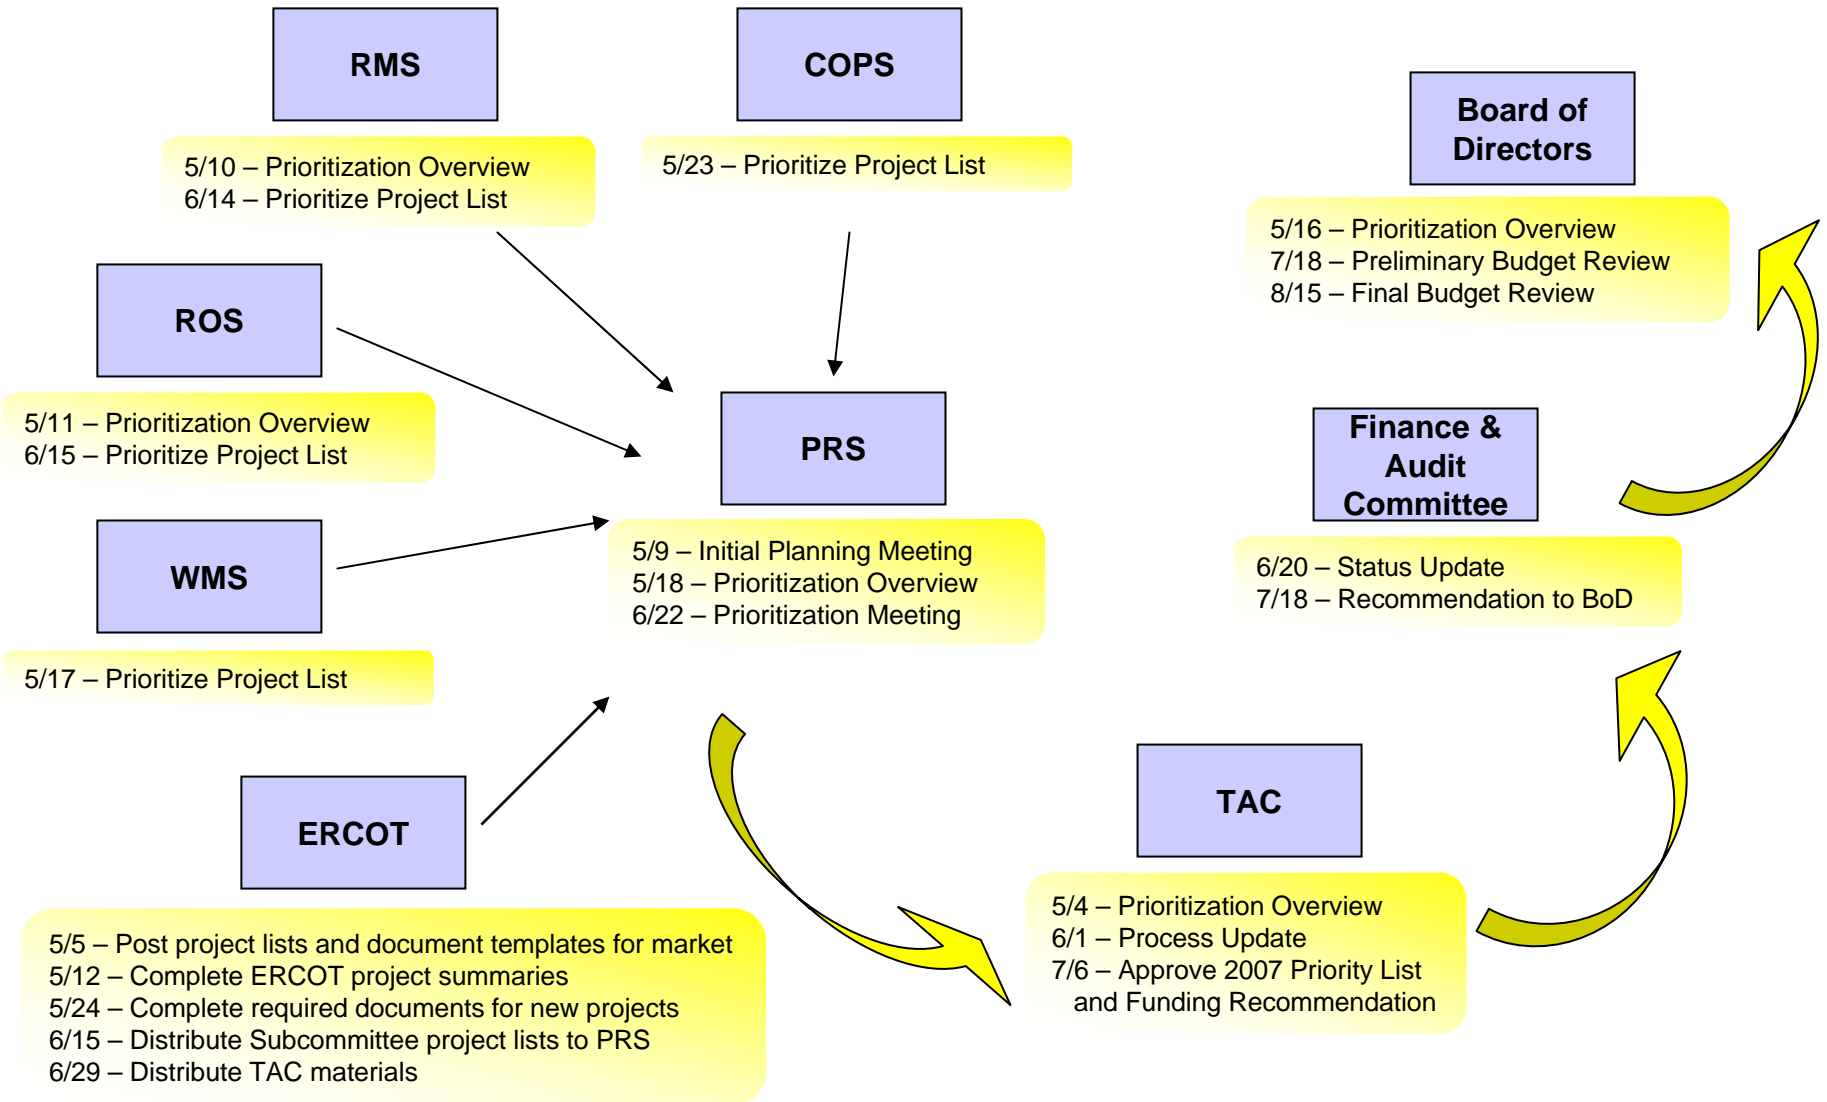 RMS
5/10 – Prioritization Overview
6/14 – Prioritize Project List
COPS
5/23 – Prioritize Project List
Board of
Directors
5/16 – Prioritization Overview
7/18 – Preliminary Budget Review
8/15 – Final Budget Review
ROS
5/11 – Prioritization Overview
6/15 – Prioritize Project List
PRS
5/9 – Initial Planning Meeting
5/18 – Prioritization Overview
6/22 – Prioritization Meeting
Finance &
Audit
Committee
6/20 – Status Update
7/18 – Recommendation to BoD
WMS
5/17 – Prioritize Project List
ERCOT
5/5 – Post project lists and document templates for market
5/12 – Complete ERCOT project summaries
5/24 – Complete required documents for new projects
6/15 – Distribute Subcommittee project lists to PRS
6/29 – Distribute TAC materials
TAC
5/4 – Prioritization Overview
6/1 – Process Update
7/6 – Approve 2007 Priority List
and Funding Recommendation